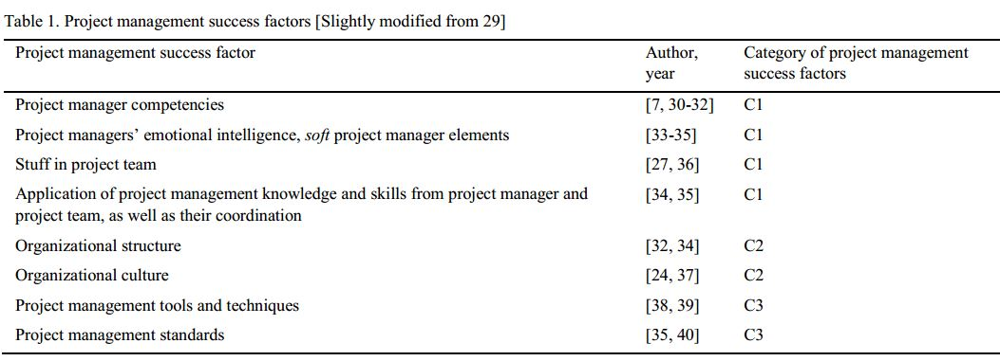 Table 1. Project management success factors [Slightly modified from 29]
Project management success factor Author, Category of project management
year success factors
Project manager competencies [7, 30-32] C1
Project managers’ emotional intelligence, soft project manager elements [33-35] C1
Stuff in project team [27, 36] C1
Application of project management knowledge and skills from project manager and [34, 35] C1
project team, as well as their coordination
Organizational structure [32, 34] C2
Organizational culture [24, 37] C2
Project management tools and techniques [38, 39] C3
Project management standards [35, 40] C3